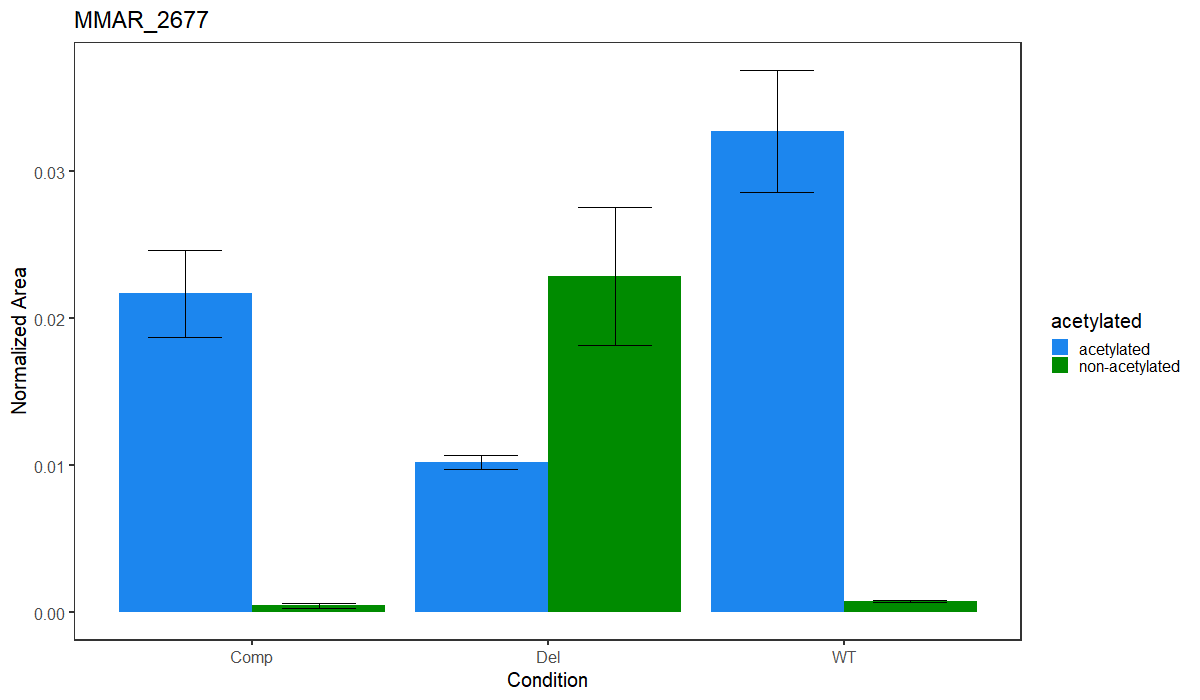 MMAR_2677
Normalized Area
0.03
0.02
0.01
0.00
Comp
Del
WT
Condition
acetylated
acetylated
non-acetylated